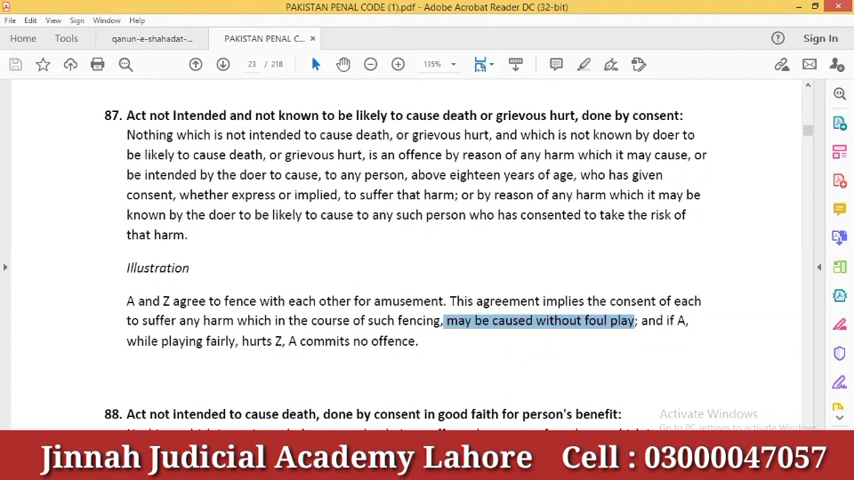 PAKISTAN PENAL CODE (1).pdf - Adobe Acrobat Reader DC (32-bit)
File Edit View Sign Window Help
Home Tools qanun-e-shahadat-... PAKISTAN PENAL C... × Sign In
23 / 218 135%
87. Act not Intended and not known to be likely to cause death or grievous hurt, done by consent:
Nothing which is not intended to cause death, or grievous hurt, and which is not known by doer to
be likely to cause death, or grievous hurt, is an offence by reason of any harm which it may cause, or
be intended by the doer to cause, to any person, above eighteen years of age, who has given
consent, whether express or implied, to suffer that harm; or by reason of any harm which it may be
known by the doer to be likely to cause to any such person who has consented to take the risk of
that harm.
Illustration
A and Z agree to fence with each other for amusement. This agreement implies the consent of each
to suffer any harm which in the course of such fencing, may be caused without foul play; and if A,
while playing fairly, hurts Z, A commits no offence.
88. Act not intended to cause death, done by consent in good faith for person's benefit:
Activate Windows
Go to PC settings to activate Windows
Jinnah Judicial Academy Lahore Cell : 03000047057